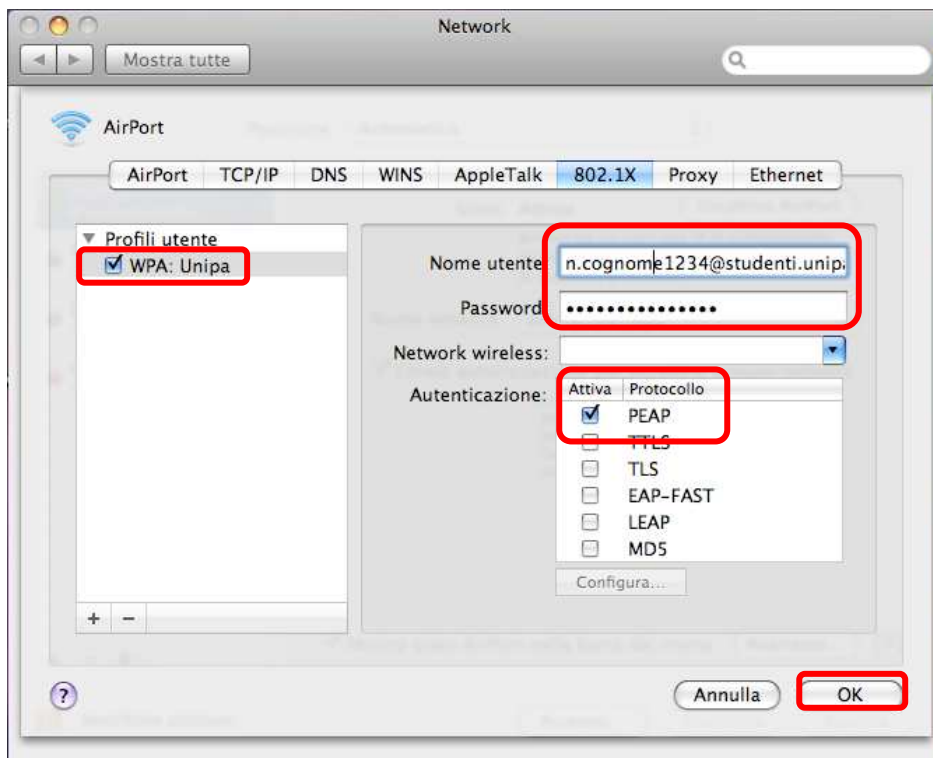 Network
Mostra tutte
AirPort
AirPort TCP/IP DNS WINS AppleTalk 802.1X Proxy Ethernet
Profili utente
WPA: Unipa
Nome utente n.cognome1234@studenti.unipa
Password •••••••••••••••
Network wireless:
Autenticazione:
Attiva Protocollo
PEAP
TTLS
TLS
EAP-FAST
LEAP
MD5
Configura...
+ −
? Annulla OK